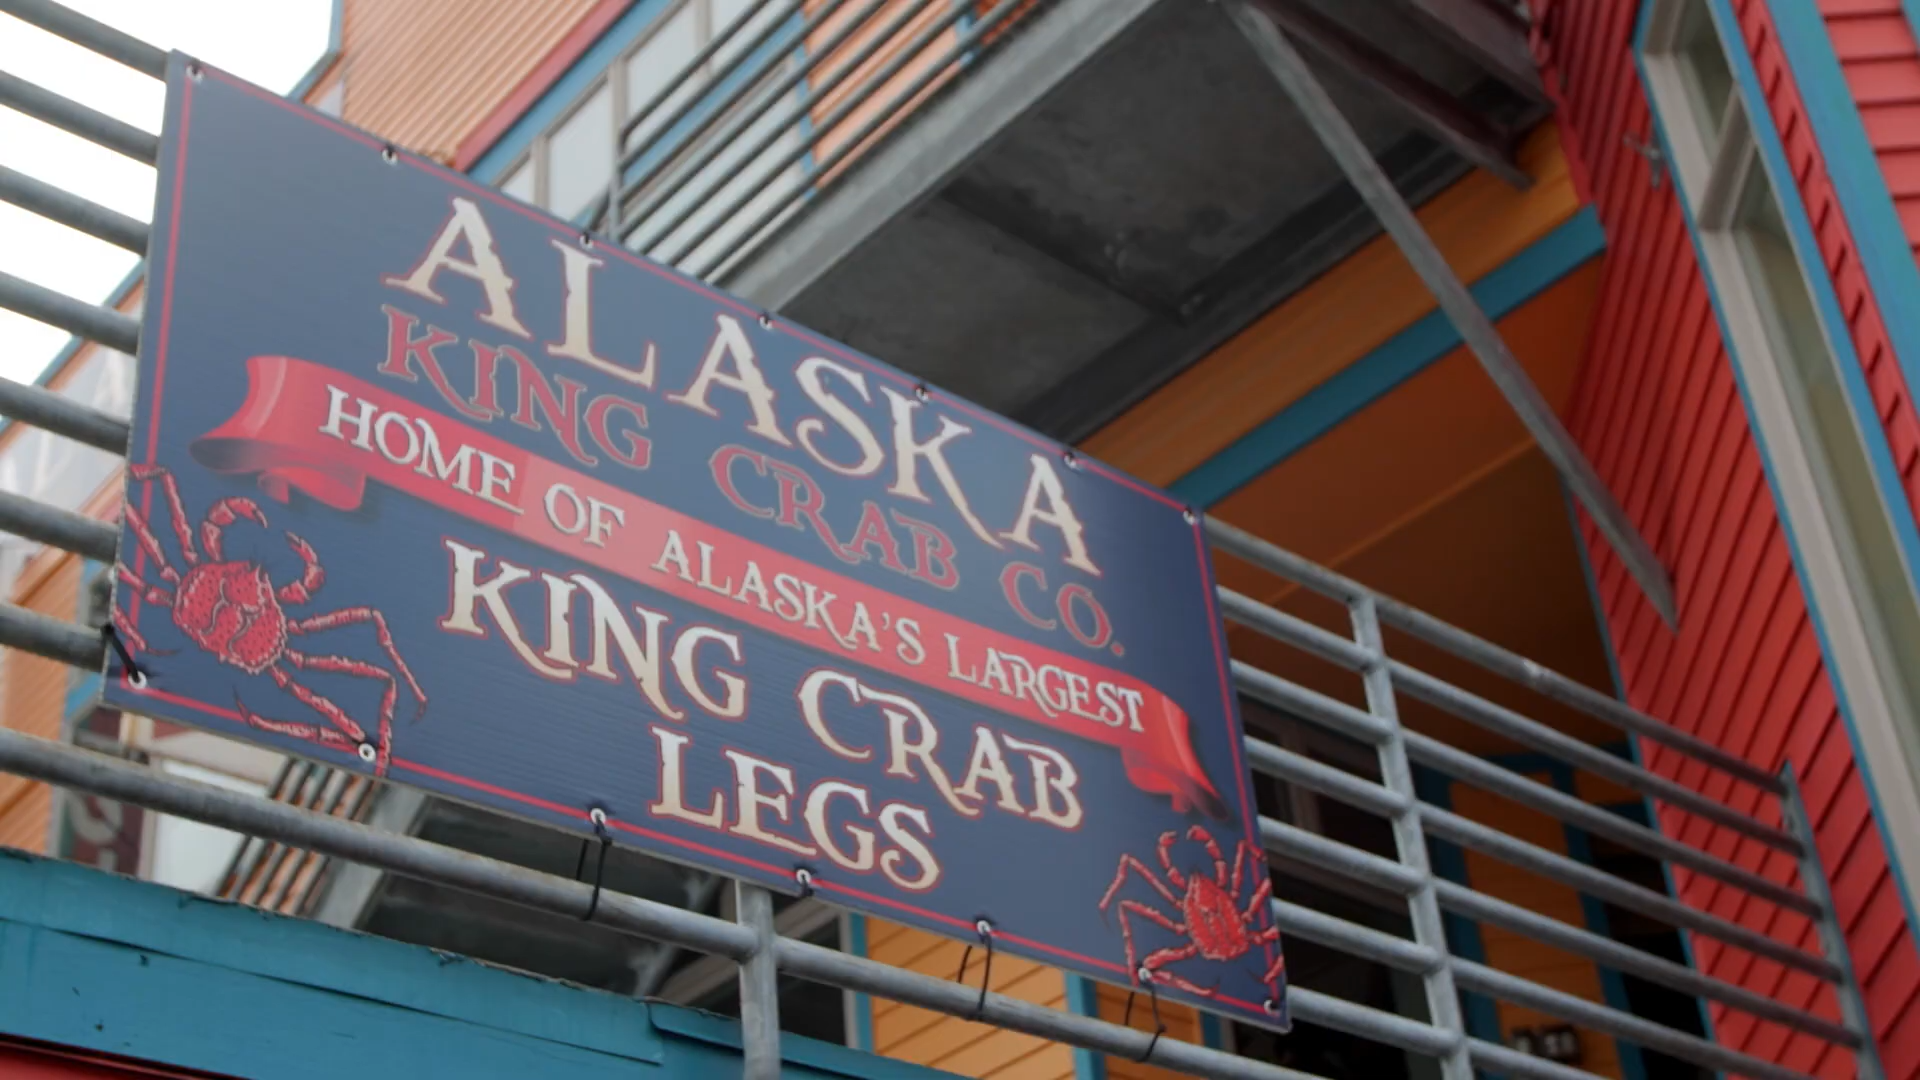 ALASKA
KING CRAB CO.
HOME OF ALASKA'S LARGEST
KING CRAB
LEGS